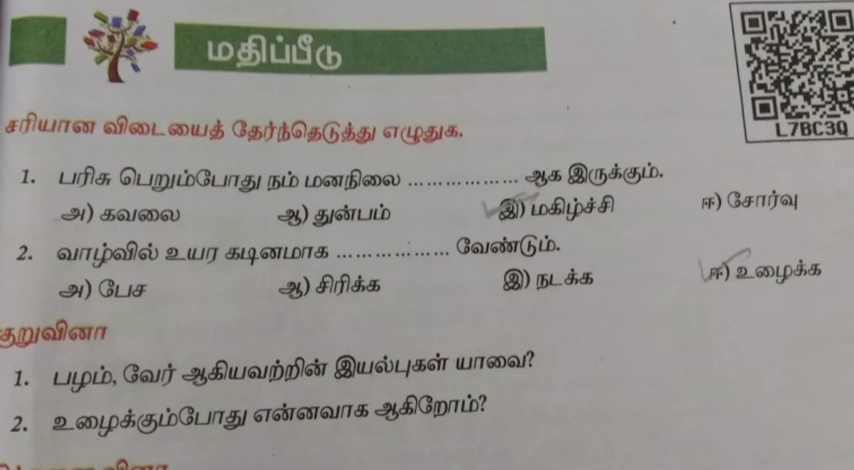 மதிப்பீடு
L7BC3Q
சரியான விடையைத் தேர்ந்தெடுத்து எழுதுக.
1. பரிசு பெறும்போது நம் மனநிலை .................. ஆக இருக்கும்.
அ) கவலை ஆ) துன்பம் இ) மகிழ்ச்சி ஈ) சோர்வு
2. வாழ்வில் உயர கடினமாக .................. வேண்டும்.
அ) பேச ஆ) சிரிக்க இ) நடக்க ஈ) உழைக்க
குறுவினா
1. பழம், வேர் ஆகியவற்றின் இயல்புகள் யாவை?
2. உழைக்கும்போது என்னவாக ஆகிறோம்?